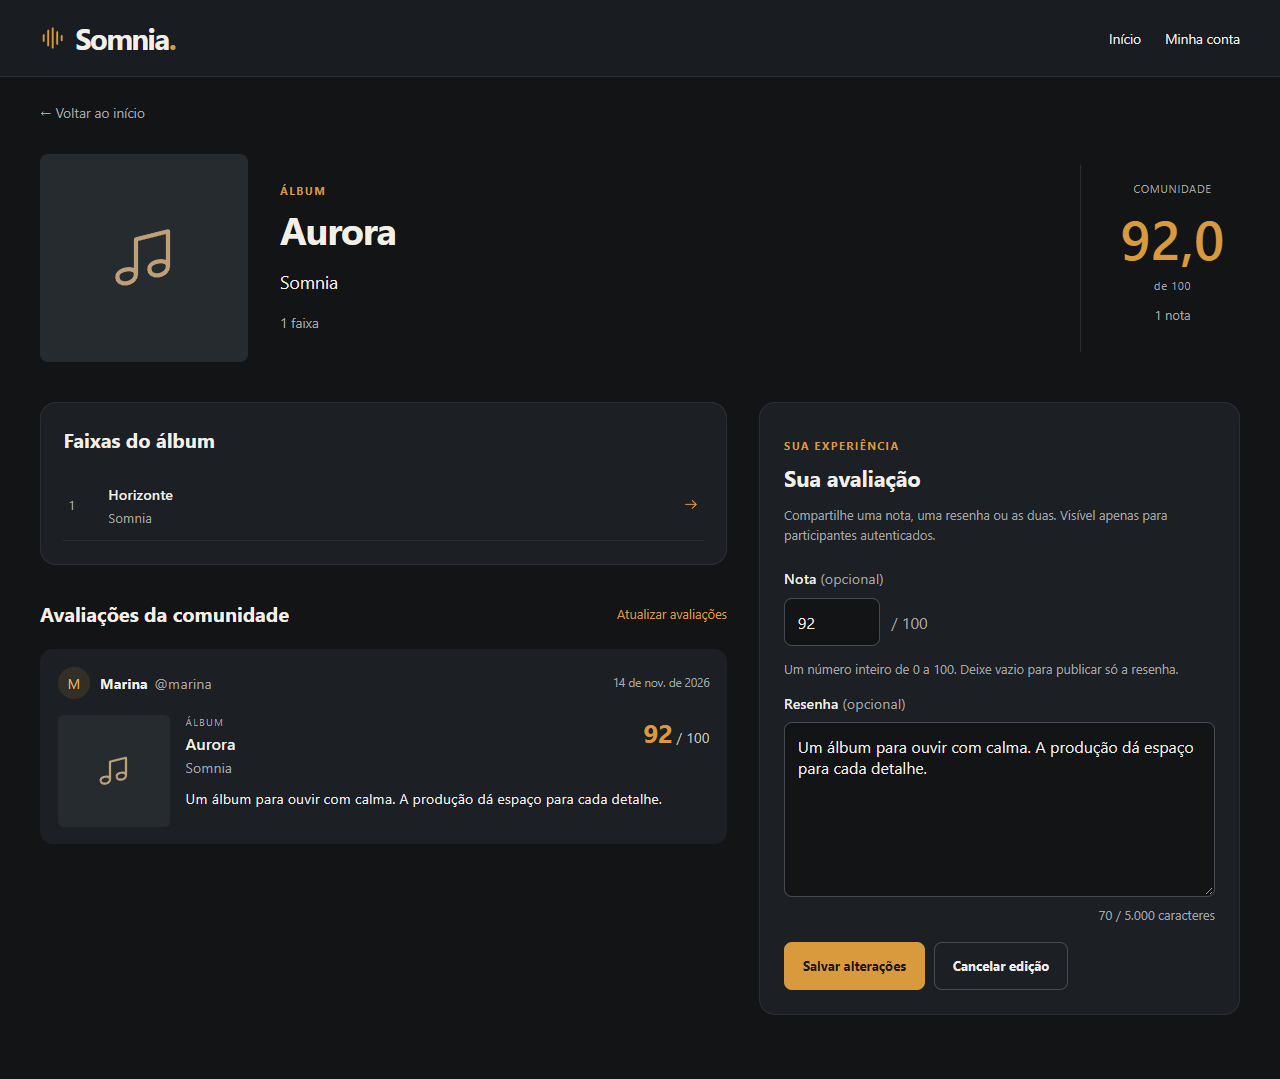 Somnia.
Início
Minha conta
← Voltar ao início
ÁLBUM
Aurora
Somnia
1 faixa
COMUNIDADE
92,0
de 100
1 nota
Faixas do álbum
1
Horizonte
Somnia
→
Avaliações da comunidade
Atualizar avaliações
M
Marina @marina
14 de nov. de 2026
ÁLBUM
Aurora
Somnia
92 / 100
Um álbum para ouvir com calma. A produção dá espaço para cada detalhe.
SUA EXPERIÊNCIA
Sua avaliação
Compartilhe uma nota, uma resenha ou as duas. Visível apenas para
participantes autenticados.
Nota (opcional)
92
/ 100
Um número inteiro de 0 a 100. Deixe vazio para publicar só a resenha.
Resenha (opcional)
Um álbum para ouvir com calma. A produção dá espaço
para cada detalhe.
70 / 5.000 caracteres
Salvar alterações
Cancelar edição